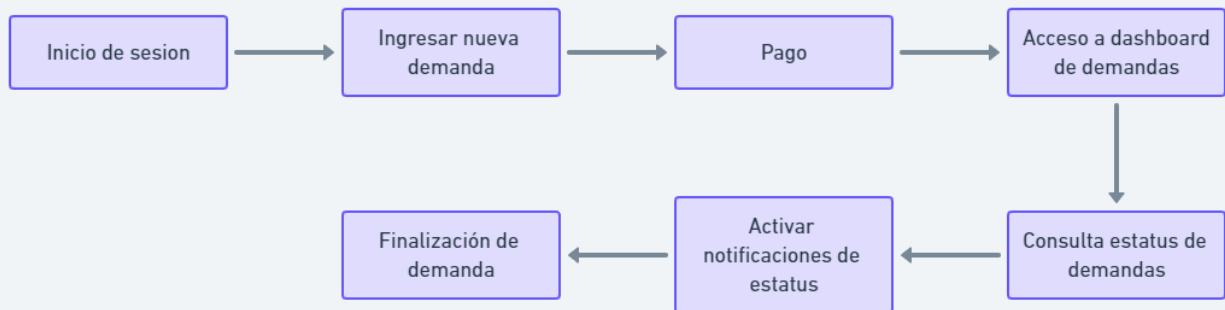 Inicio de sesion
Ingresar nueva
demanda
Pago
Acceso a dashboard
de demandas
Consulta estatus de
demandas
Activar
notificaciones de
estatus
Finalización de
demanda